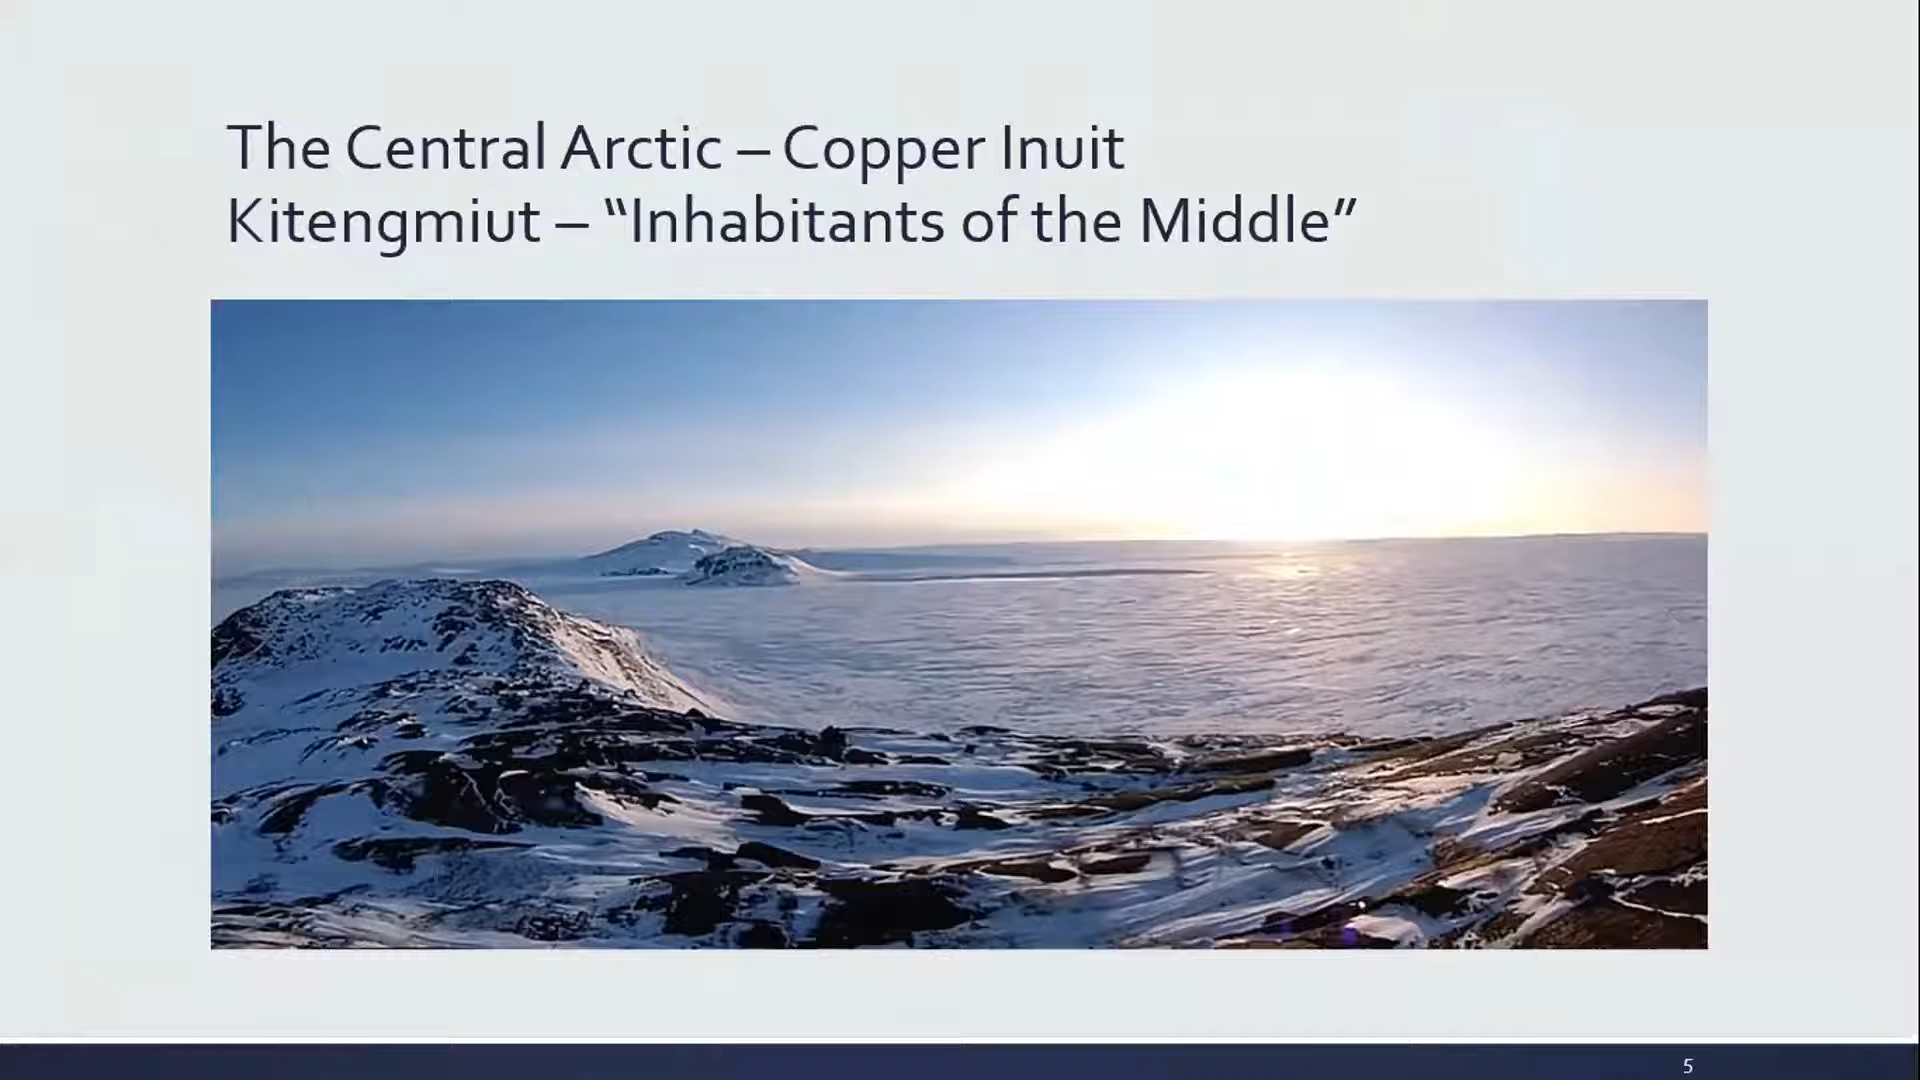 The Central Arctic – Copper Inuit
Kitengmiut – “Inhabitants of the Middle”
5